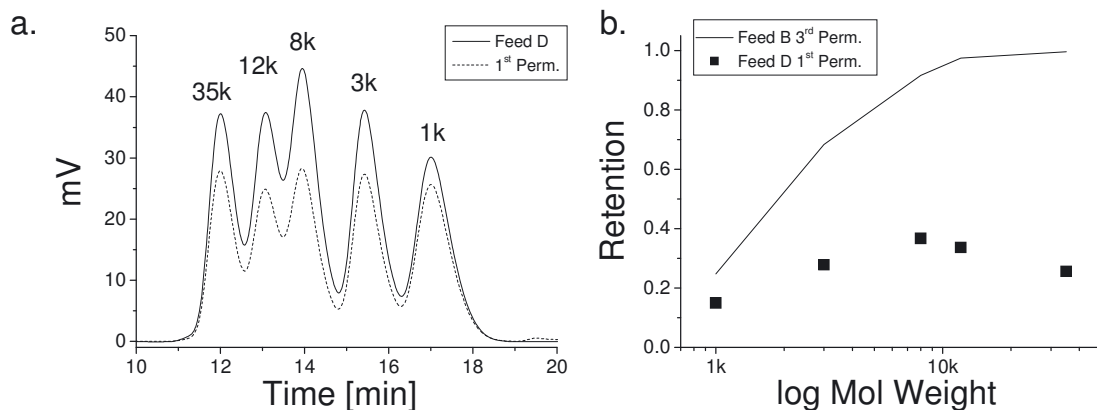 a.
Feed D
1st Perm.
35k
12k
8k
3k
1k
mV
50
40
30
20
10
0
10 12 14 16 18 20
Time [min]
b.
Feed B 3rd Perm.
Feed D 1st Perm.
Retention
1.0
0.8
0.6
0.4
0.2
0.0
1k 10k
log Mol Weight